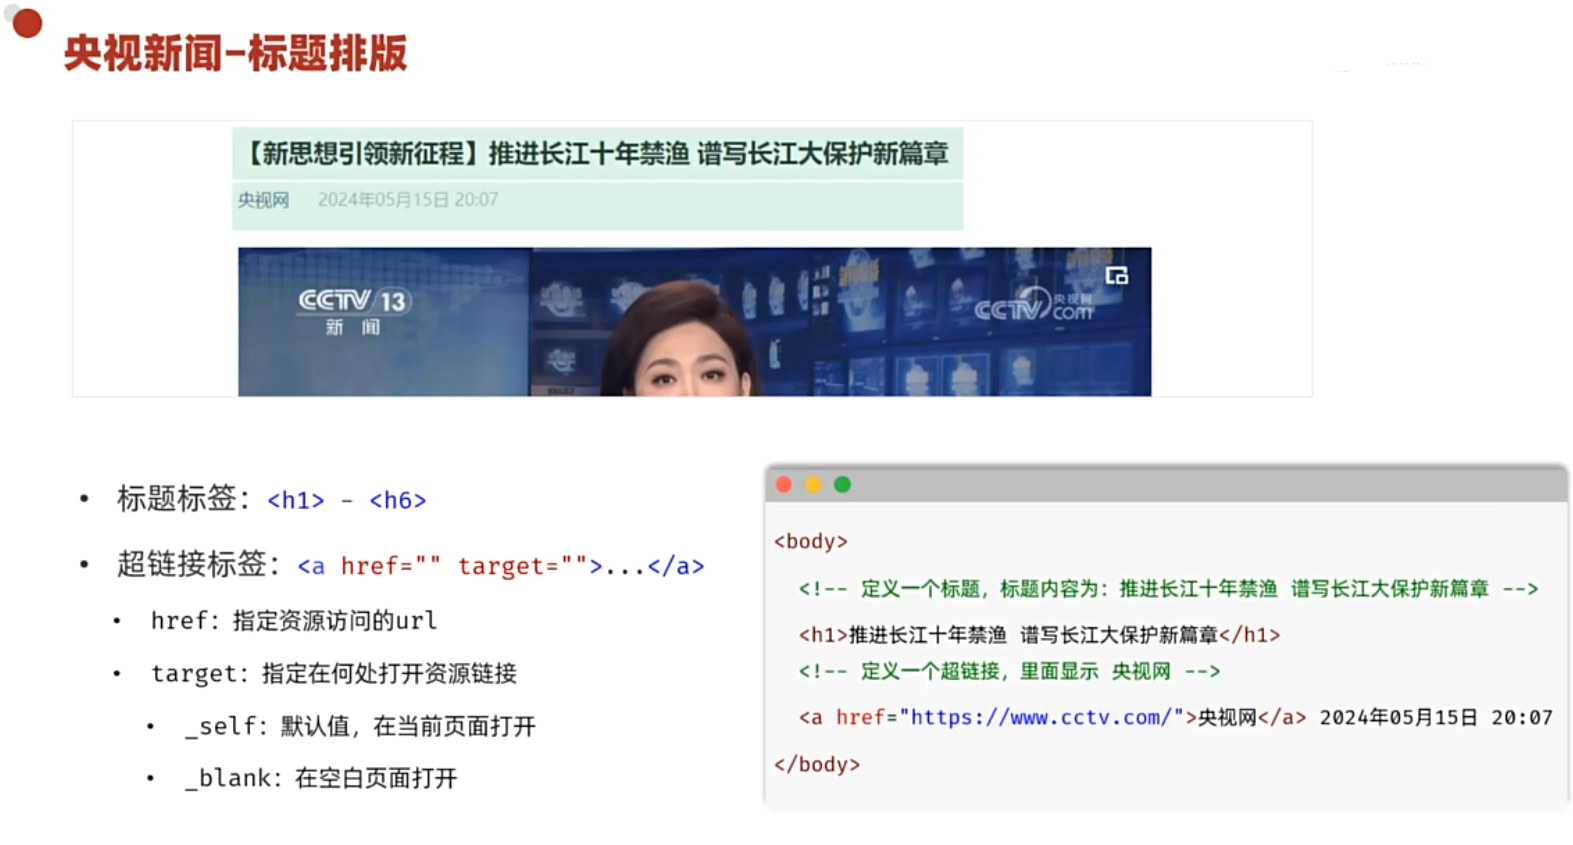 央视新闻-标题排版
【新思想引领新征程】推进长江十年禁渔 谱写长江大保护新篇章
央视网 2024年05月15日 20:07
CCTV 13
新闻
CCTV 央视网
com
• 标题标签：<h1> - <h6>
• 超链接标签：<a href="" target="">...</a>
• href：指定资源访问的url
• target：指定在何处打开资源链接
• _self：默认值，在当前页面打开
• _blank：在空白页面打开
<body>
<!-- 定义一个标题，标题内容为：推进长江十年禁渔 谱写长江大保护新篇章 -->
<h1>推进长江十年禁渔 谱写长江大保护新篇章</h1>
<!-- 定义一个超链接，里面显示 央视网 -->
<a href="https://www.cctv.com/">央视网</a> 2024年05月15日 20:07
</body>